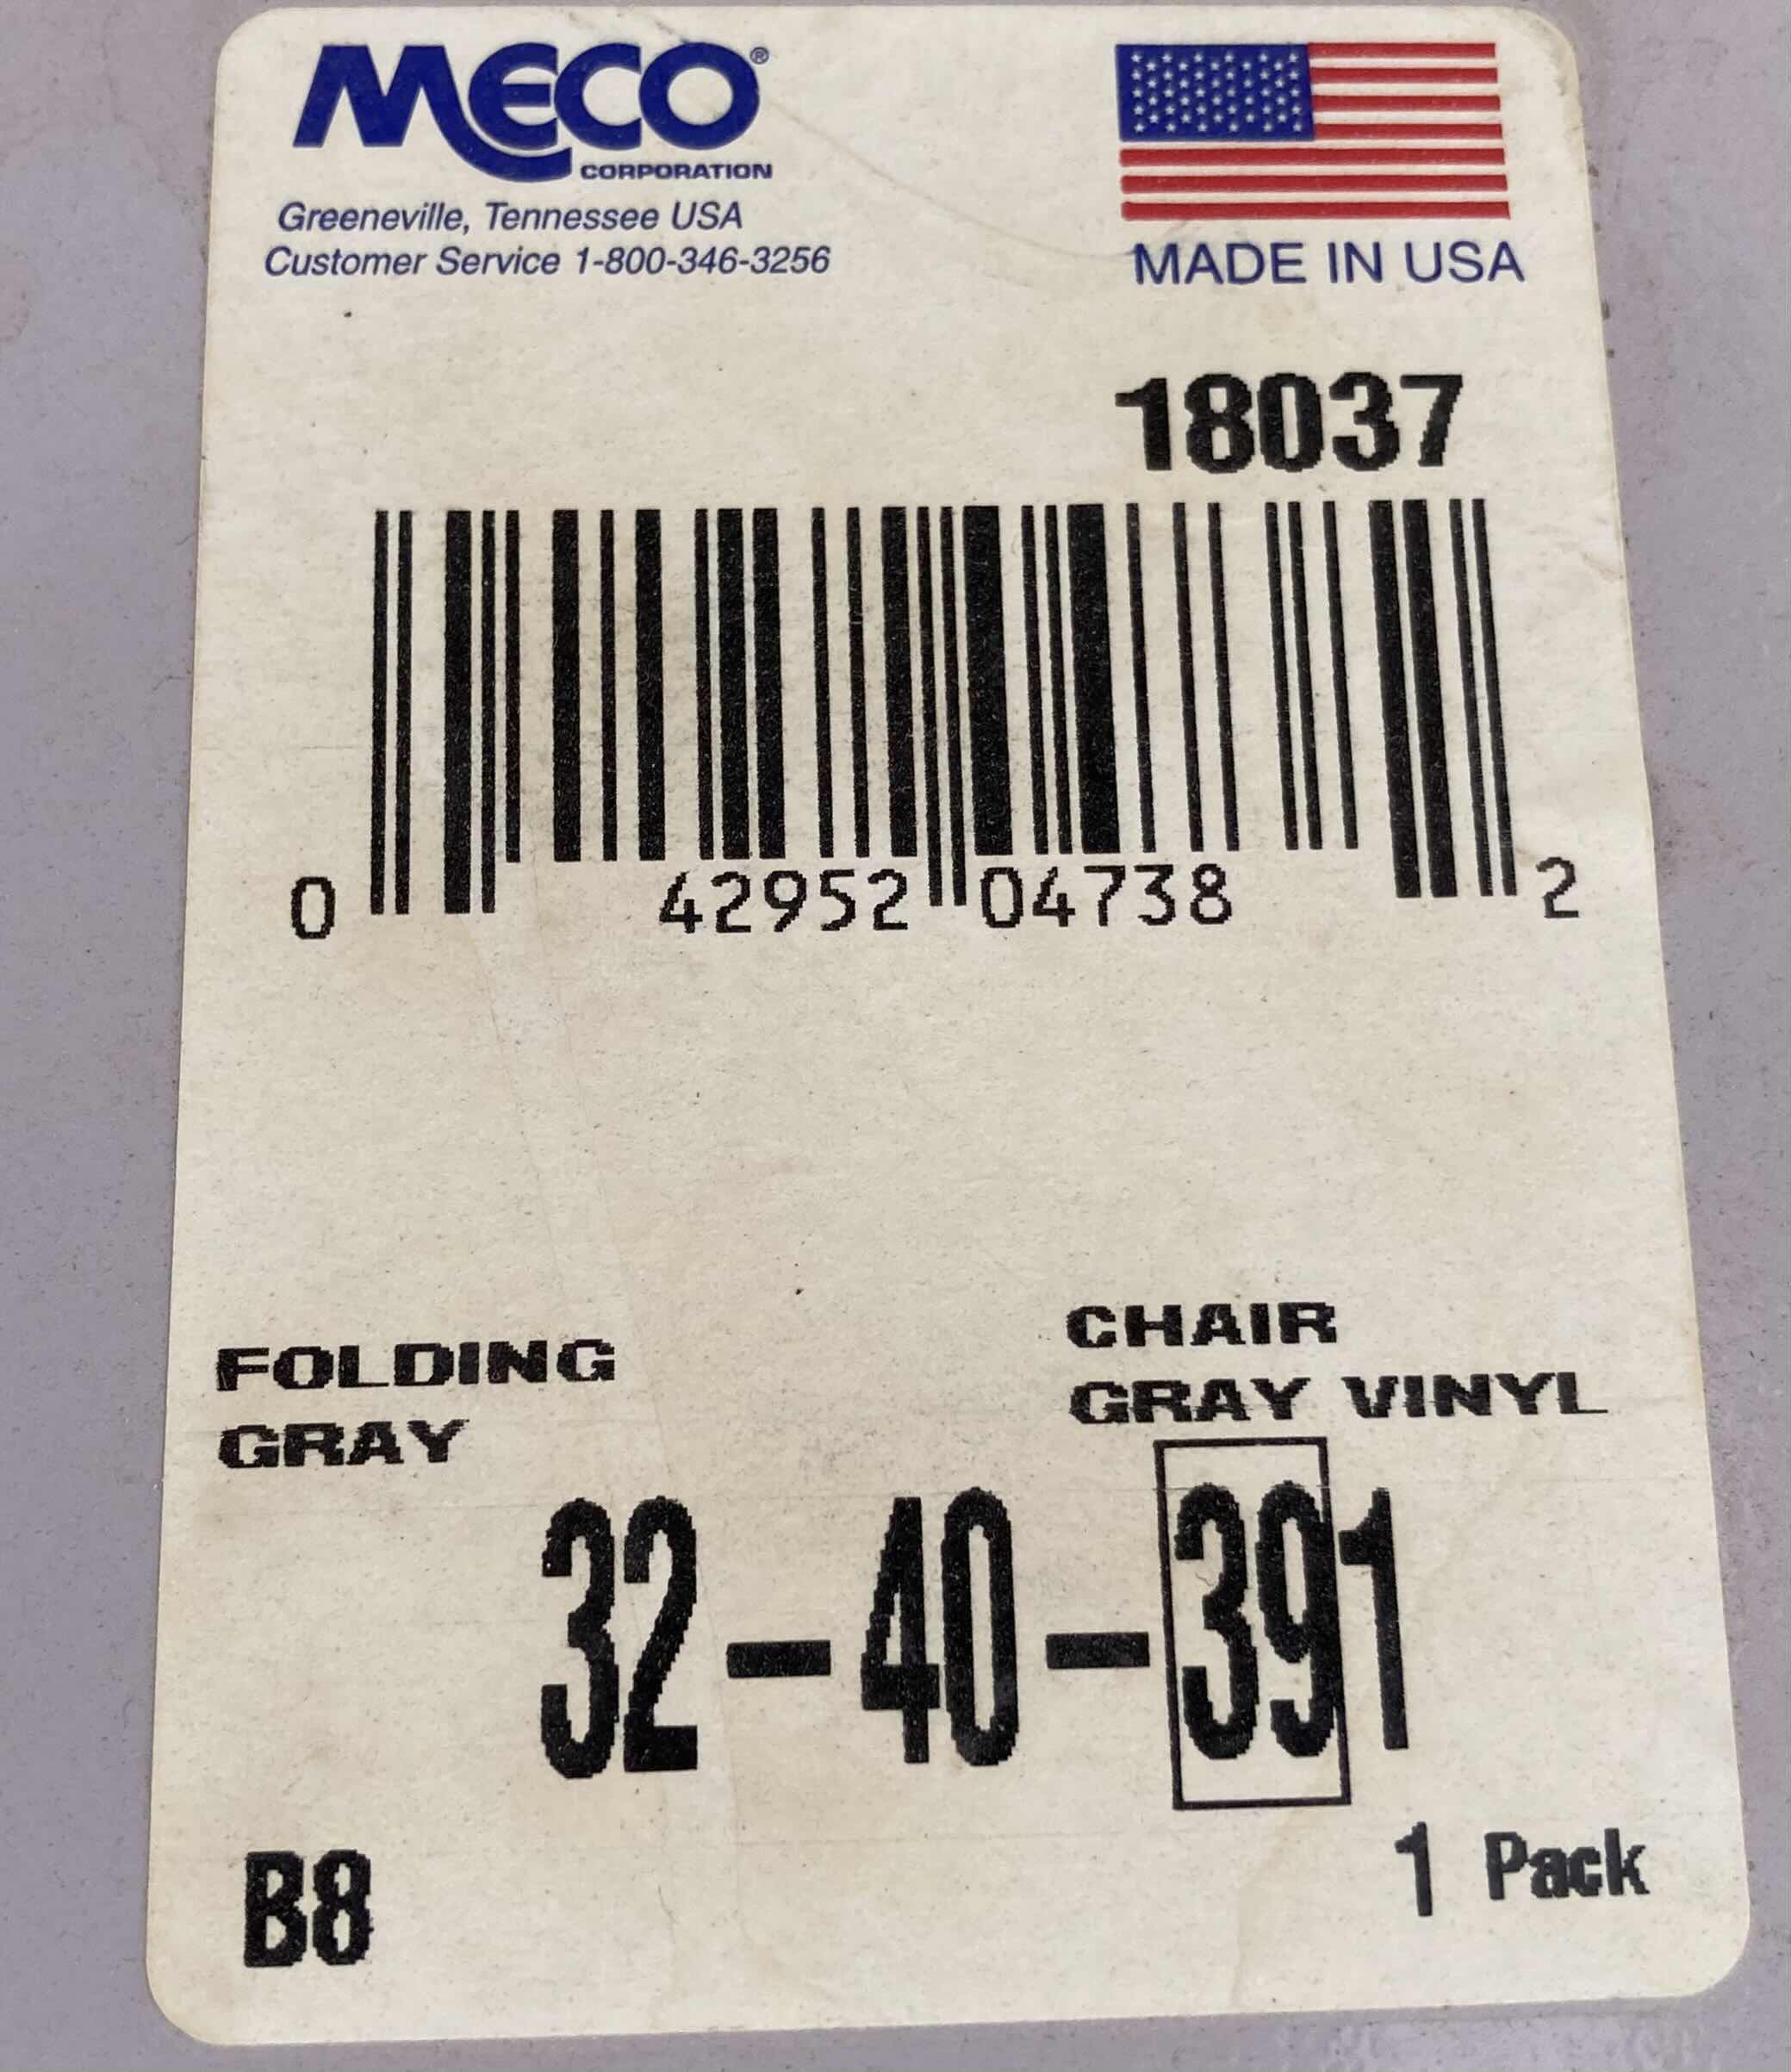 MECO®
CORPORATION
Greeneville, Tennessee USA
Customer Service 1-800-346-3256
MADE IN USA
18037
0 42952 04738 2
FOLDING CHAIR
GRAY GRAY VINYL
32-40-391
B8 1 Pack